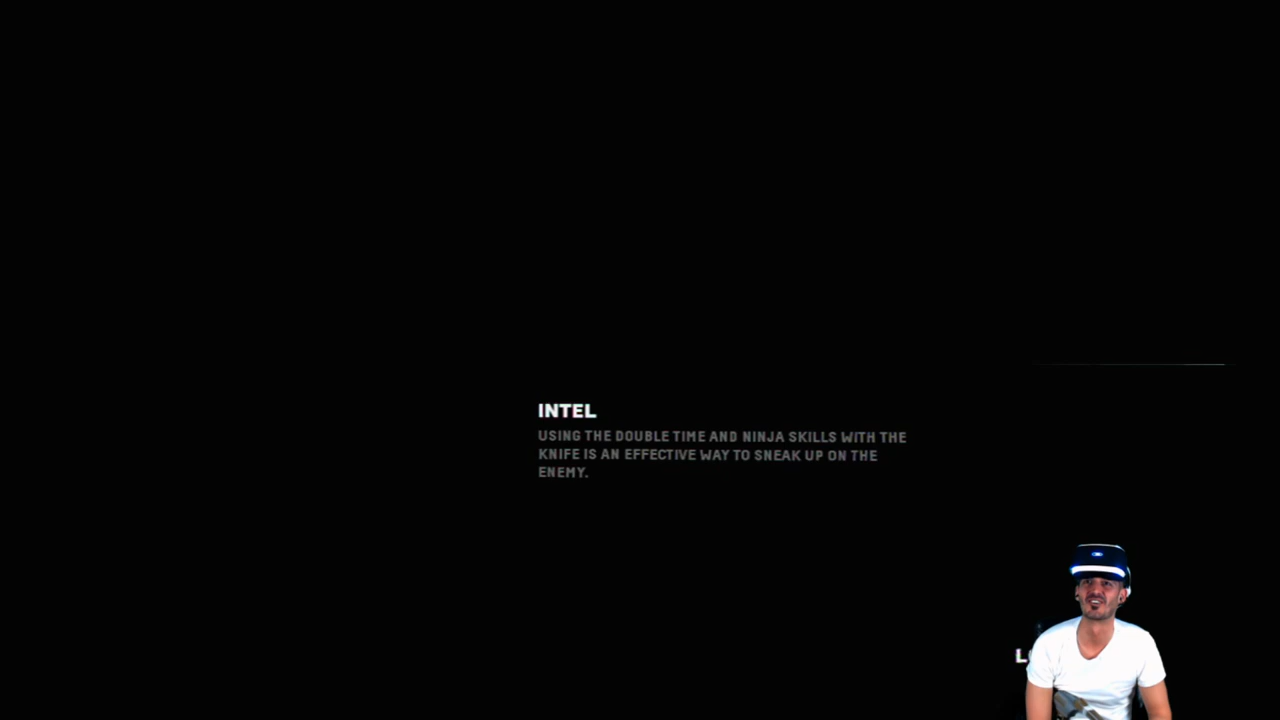 INTEL
USING THE DOUBLE TIME AND NINJA SKILLS WITH THE
KNIFE IS AN EFFECTIVE WAY TO SNEAK UP ON THE
ENEMY.